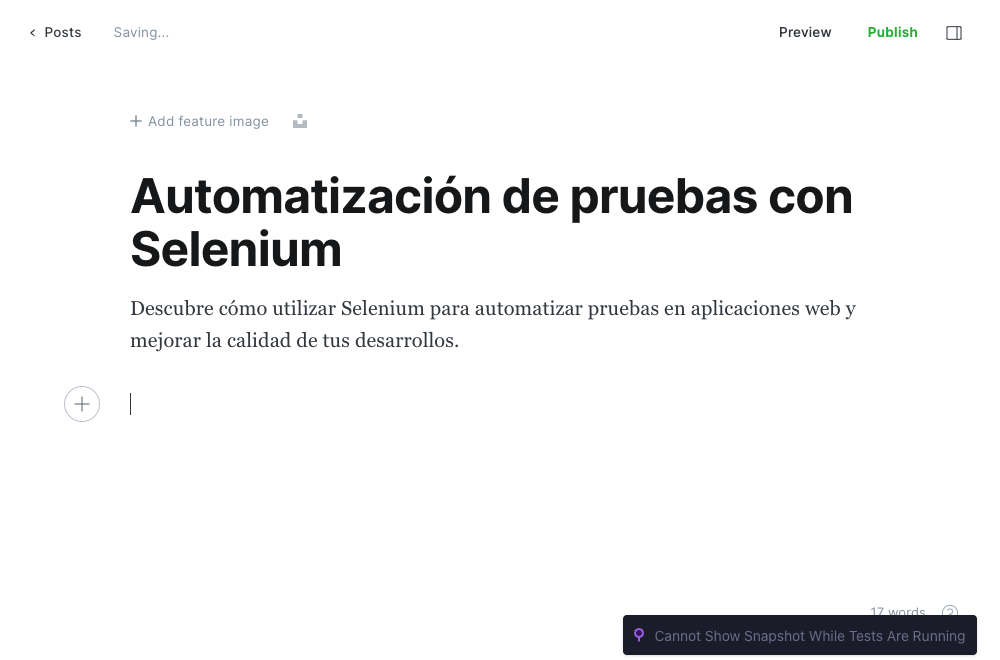 Posts
Saving...
Preview
Publish
Add feature image
Automatización de pruebas con
Selenium
Descubre cómo utilizar Selenium para automatizar pruebas en aplicaciones web y
mejorar la calidad de tus desarrollos.
17 words
Cannot Show Snapshot While Tests Are Running